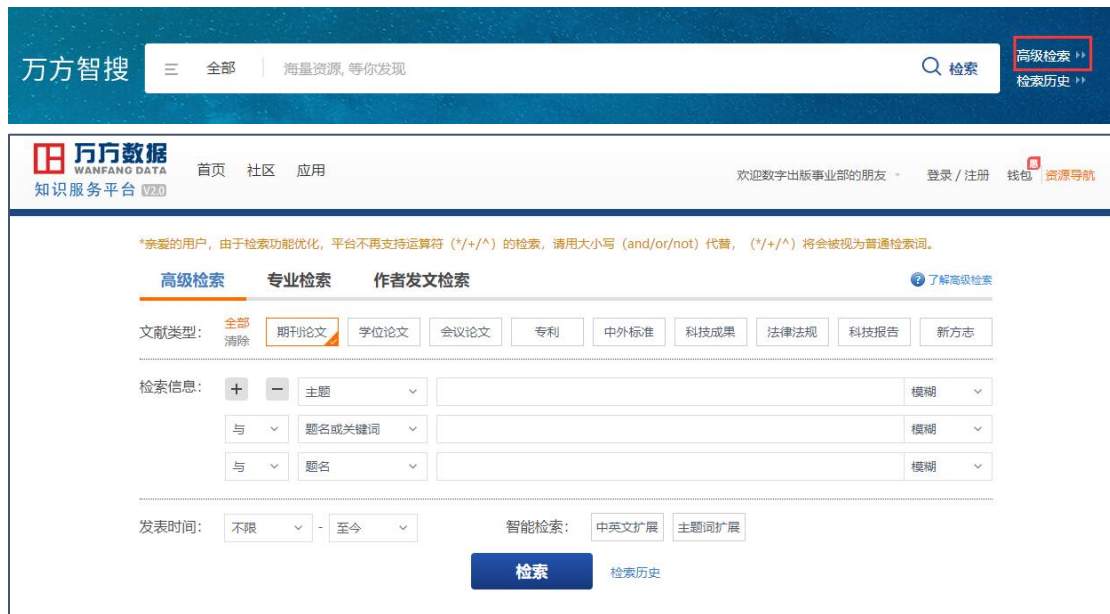 万方智搜 三 全部 海量资源, 等你发现 检索 高级检索
检索历史
万方数据
WANFANG DATA
知识服务平台 V2.0
首页 社区 应用 欢迎数字出版事业部的朋友 登录 / 注册 钱包 惠 资源导航
*亲爱的用户，由于检索功能优化，平台不再支持运算符（*/+/^）的检索，请用大小写（and/or/not）代替，（*/+/^）将会被视为普通检索词。
高级检索 专业检索 作者发文检索 ? 了解高级检索
文献类型： 全部 期刊论文 学位论文 会议论文 专利 中外标准 科技成果 法律法规 科技报告 新方志
清除
检索信息： + − 主题 模糊
与 题名或关键词 模糊
与 题名 模糊
发表时间： 不限 - 至今 智能检索： 中英文扩展 主题词扩展
检索 检索历史